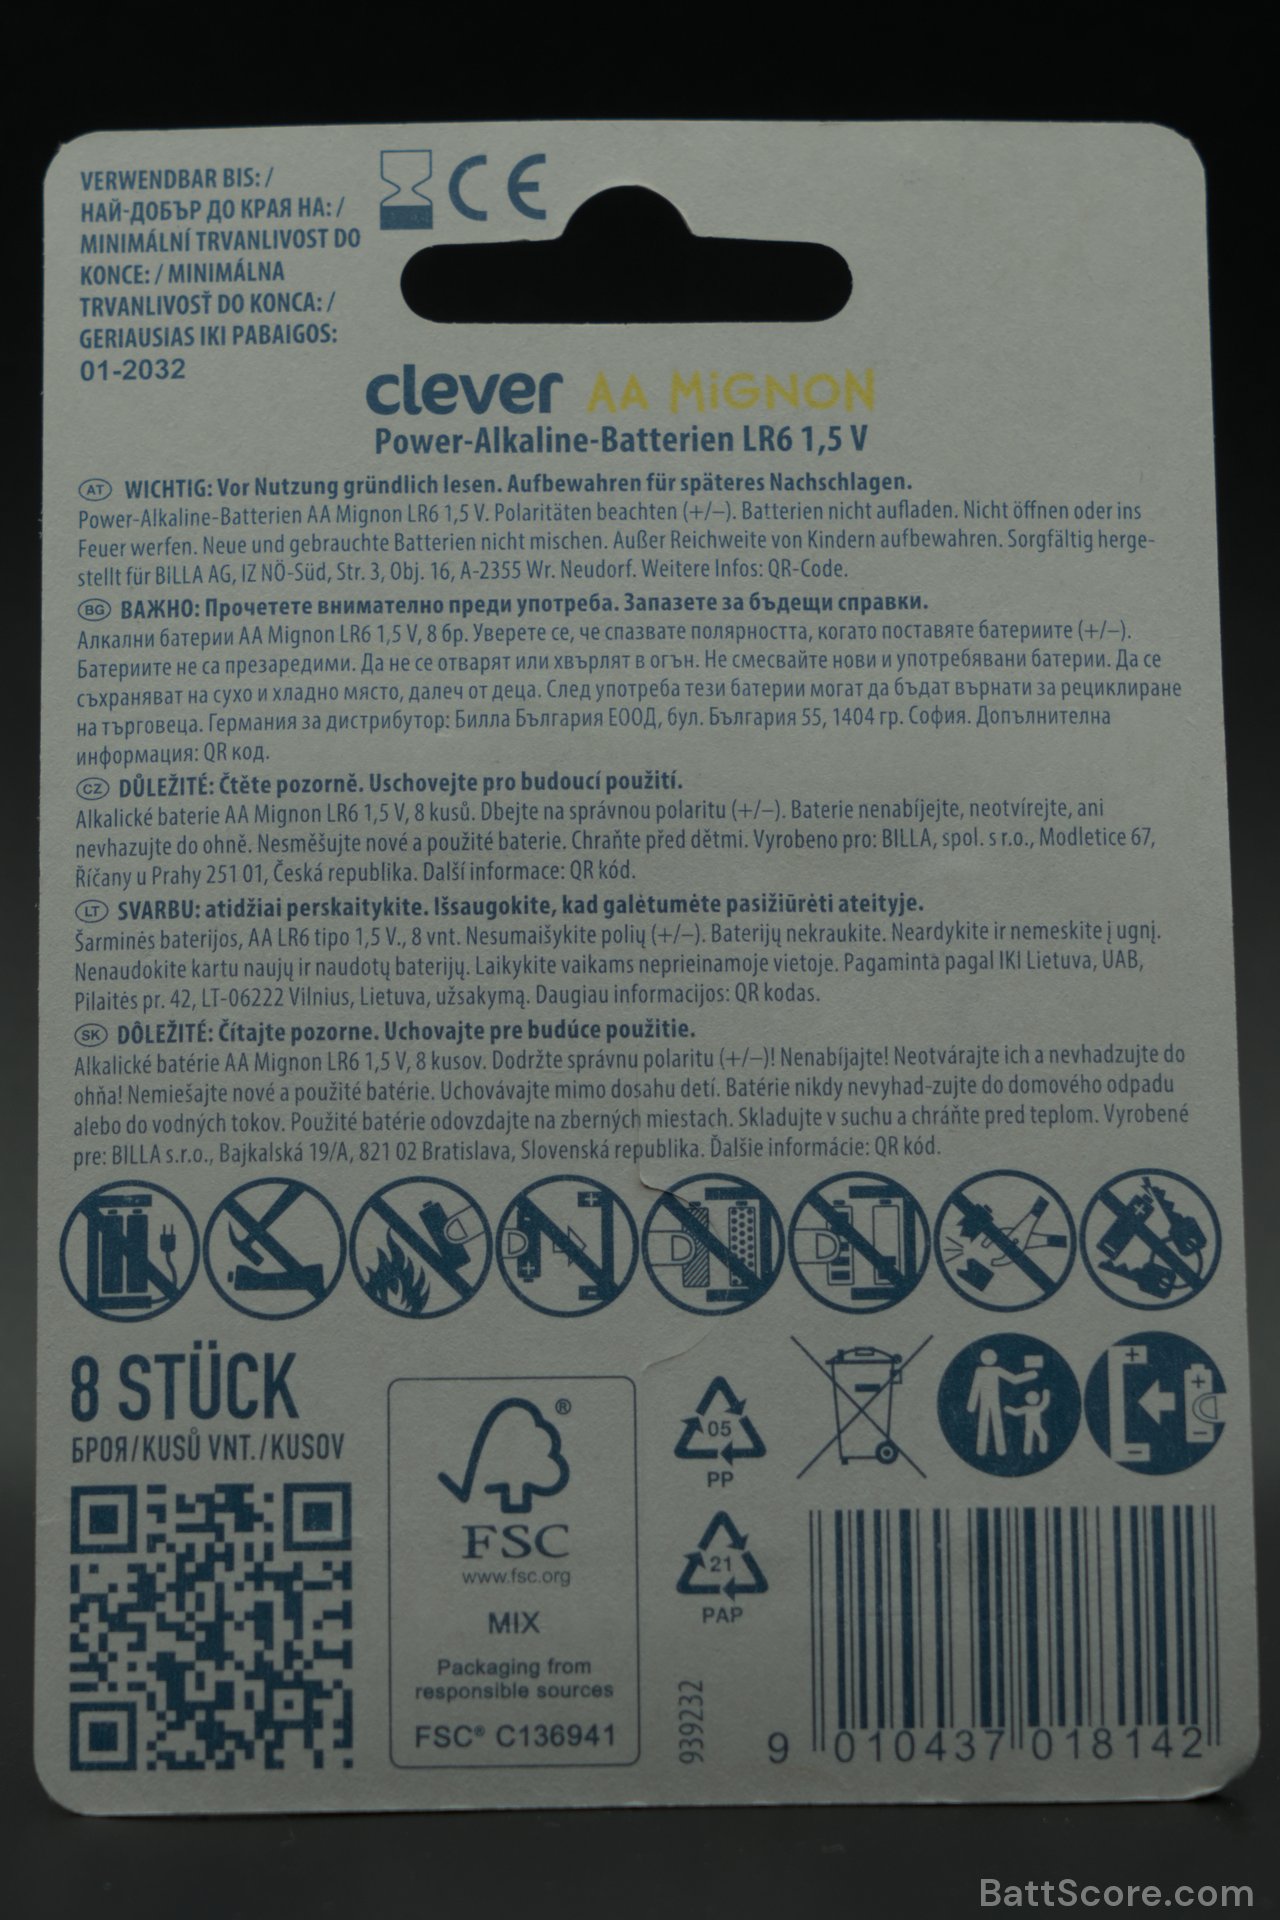 VERWENDBAR BIS: /
НАЙ-ДОБЪР ДО КРАЯ НА: /
MINIMÁLNÍ TRVANLIVOST DO
KONCE: / MINIMÁLNA
TRVANLIVOSŤ DO KONCA: /
GERIAUSIAS IKI PABAIGOS:
01-2032
CE
clever AA MiGNON
Power-Alkaline-Batterien LR6 1,5 V
AT WICHTIG: Vor Nutzung gründlich lesen. Aufbewahren für späteres Nachschlagen.
Power-Alkaline-Batterien AA Mignon LR6 1,5 V. Polaritäten beachten (+/–). Batterien nicht aufladen. Nicht öffnen oder ins
Feuer werfen. Neue und gebrauchte Batterien nicht mischen. Außer Reichweite von Kindern aufbewahren. Sorgfältig herge-
stellt für BILLA AG, IZ NÖ-Süd, Str. 3, Obj. 16, A-2355 Wr. Neudorf. Weitere Infos: QR-Code.
BG ВАЖНО: Прочетете внимателно преди употреба. Запазете за бъдещи справки.
Алкални батерии AA Mignon LR6 1,5 V, 8 бр. Уверете се, че спазвате полярността, когато поставяте батериите (+/–).
Батериите не са презаредими. Да не се отварят или хвърлят в огън. Не смесвайте нови и употребявани батерии. Да се
съхраняват на сухо и хладно място, далеч от деца. След употреба тези батерии могат да бъдат върнати за рециклиране
на търговеца. Германия за дистрибутор: Билла България ЕООД, бул. България 55, 1404 гр. София. Допълнителна
информация: QR код.
CZ DŮLEŽITÉ: Čtěte pozorně. Uschovejte pro budoucí použití.
Alkalické baterie AA Mignon LR6 1,5 V, 8 kusů. Dbejte na správnou polaritu (+/–). Baterie nenabíjejte, neotvírejte, ani
nevhazujte do ohně. Nesměšujte nové a použité baterie. Chraňte před dětmi. Vyrobeno pro: BILLA, spol. s r.o., Modletice 67,
Říčany u Prahy 251 01, Česká republika. Další informace: QR kód.
LT SVARBU: atidžiai perskaitykite. Išsaugokite, kad galėtumėte pasižiūrėti ateityje.
Šarminės baterijos, AA LR6 tipo 1,5 V., 8 vnt. Nesumaišykite polių (+/–). Baterijų nekraukite. Neardykite ir nemeskite į ugnį.
Nenaudokite kartu naujų ir naudotų baterijų. Laikykite vaikams neprieinamoje vietoje. Pagaminta pagal IKI Lietuva, UAB,
Pilaitės pr. 42, LT-06222 Vilnius, Lietuva, užsakymą. Daugiau informacijos: QR kodas.
SK DÔLEŽITÉ: Čítajte pozorne. Uchovajte pre budúce použitie.
Alkalické batérie AA Mignon LR6 1,5 V, 8 kusov. Dodržte správnu polaritu (+/–)! Nenabíjajte! Neotvárajte ich a nevhadzujte do
ohňa! Nemiešajte nové a použité batérie. Uchovávajte mimo dosahu detí. Batérie nikdy nevyhad-zujte do domového odpadu
alebo do vodných tokov. Použité batérie odovzdajte na zberných miestach. Skladujte v suchu a chráňte pred teplom. Vyrobené
pre: BILLA s.r.o., Bajkalská 19/A, 821 02 Bratislava, Slovenská republika. Ďalšie informácie: QR kód.
8 STÜCK
БРОЯ/KUSŮ VNT./KUSOV
®
FSC
www.fsc.org
MIX
Packaging from
responsible sources
FSC® C136941
05
PP
21
PAP
939232
9 010437 018142
BattScore.com